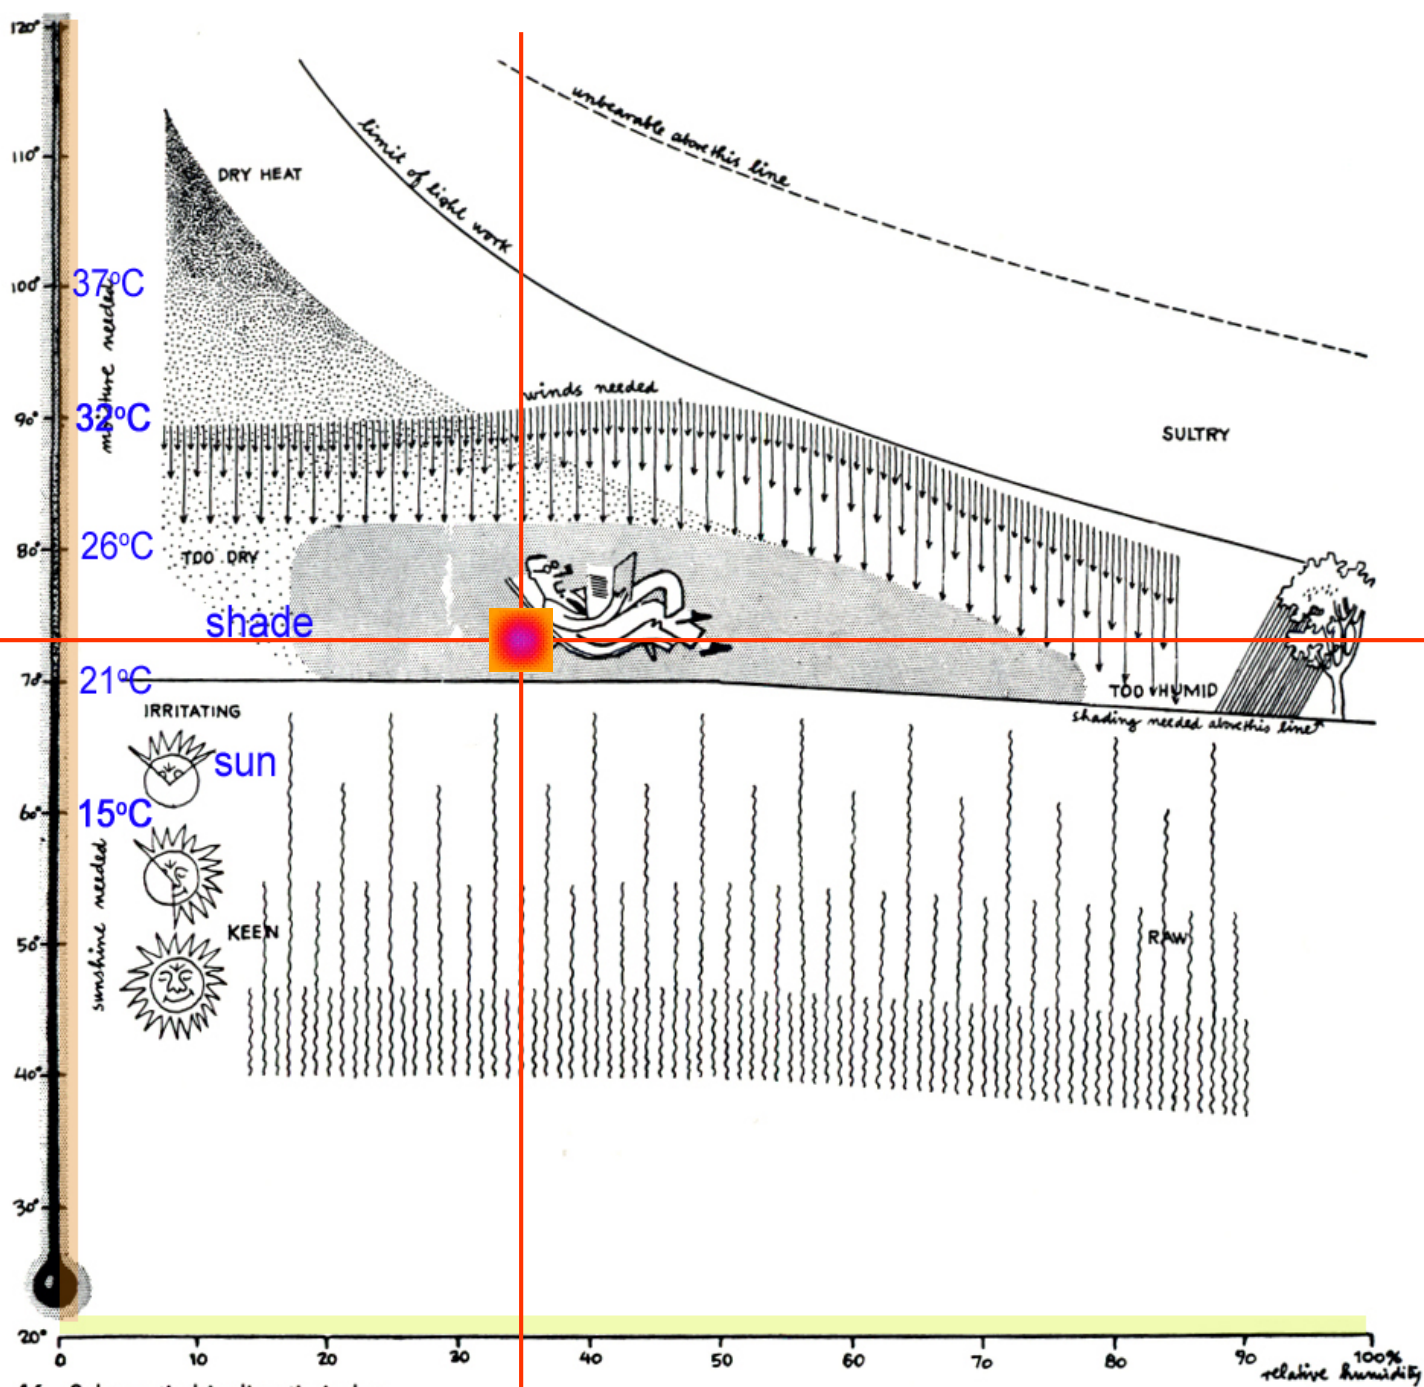 120°
110°
DRY HEAT
limit of light work
unbearable above this line
100°
37°C
moisture needed
90°
32°C
winds needed
SULTRY
80°
26°C
TOO DRY
shade
70°
21°C
TOO HUMID
shading needed above this line
IRRITATING
sun
60°
15°C
sunshine needed
KEEN
50°
RAW
40°
30°
20°
0 10 20 30 40 50 60 70 80 90 100%
relative humidity